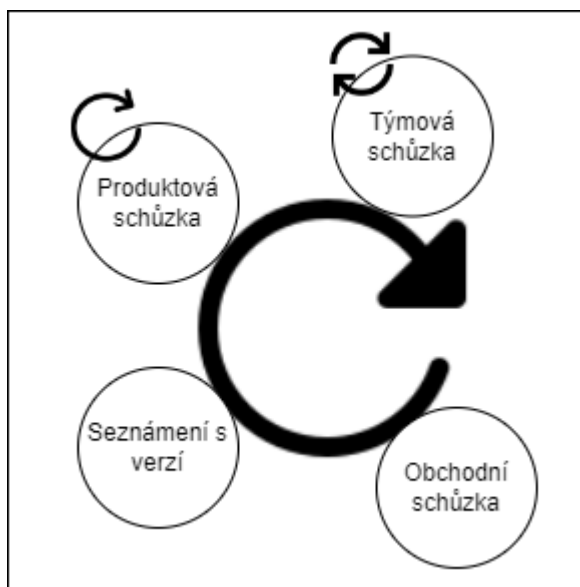 Týmová
schůzka
Produktová
schůzka
Seznámení s
verzí
Obchodní
schůzka